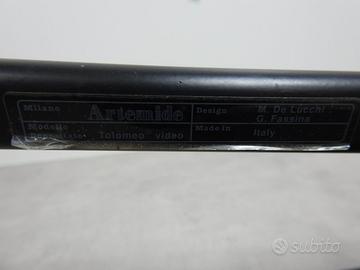 Milano Artemide® Design M. De Lucchi
G. Fassina
Modello Tolomeo video Made in Italy
subito